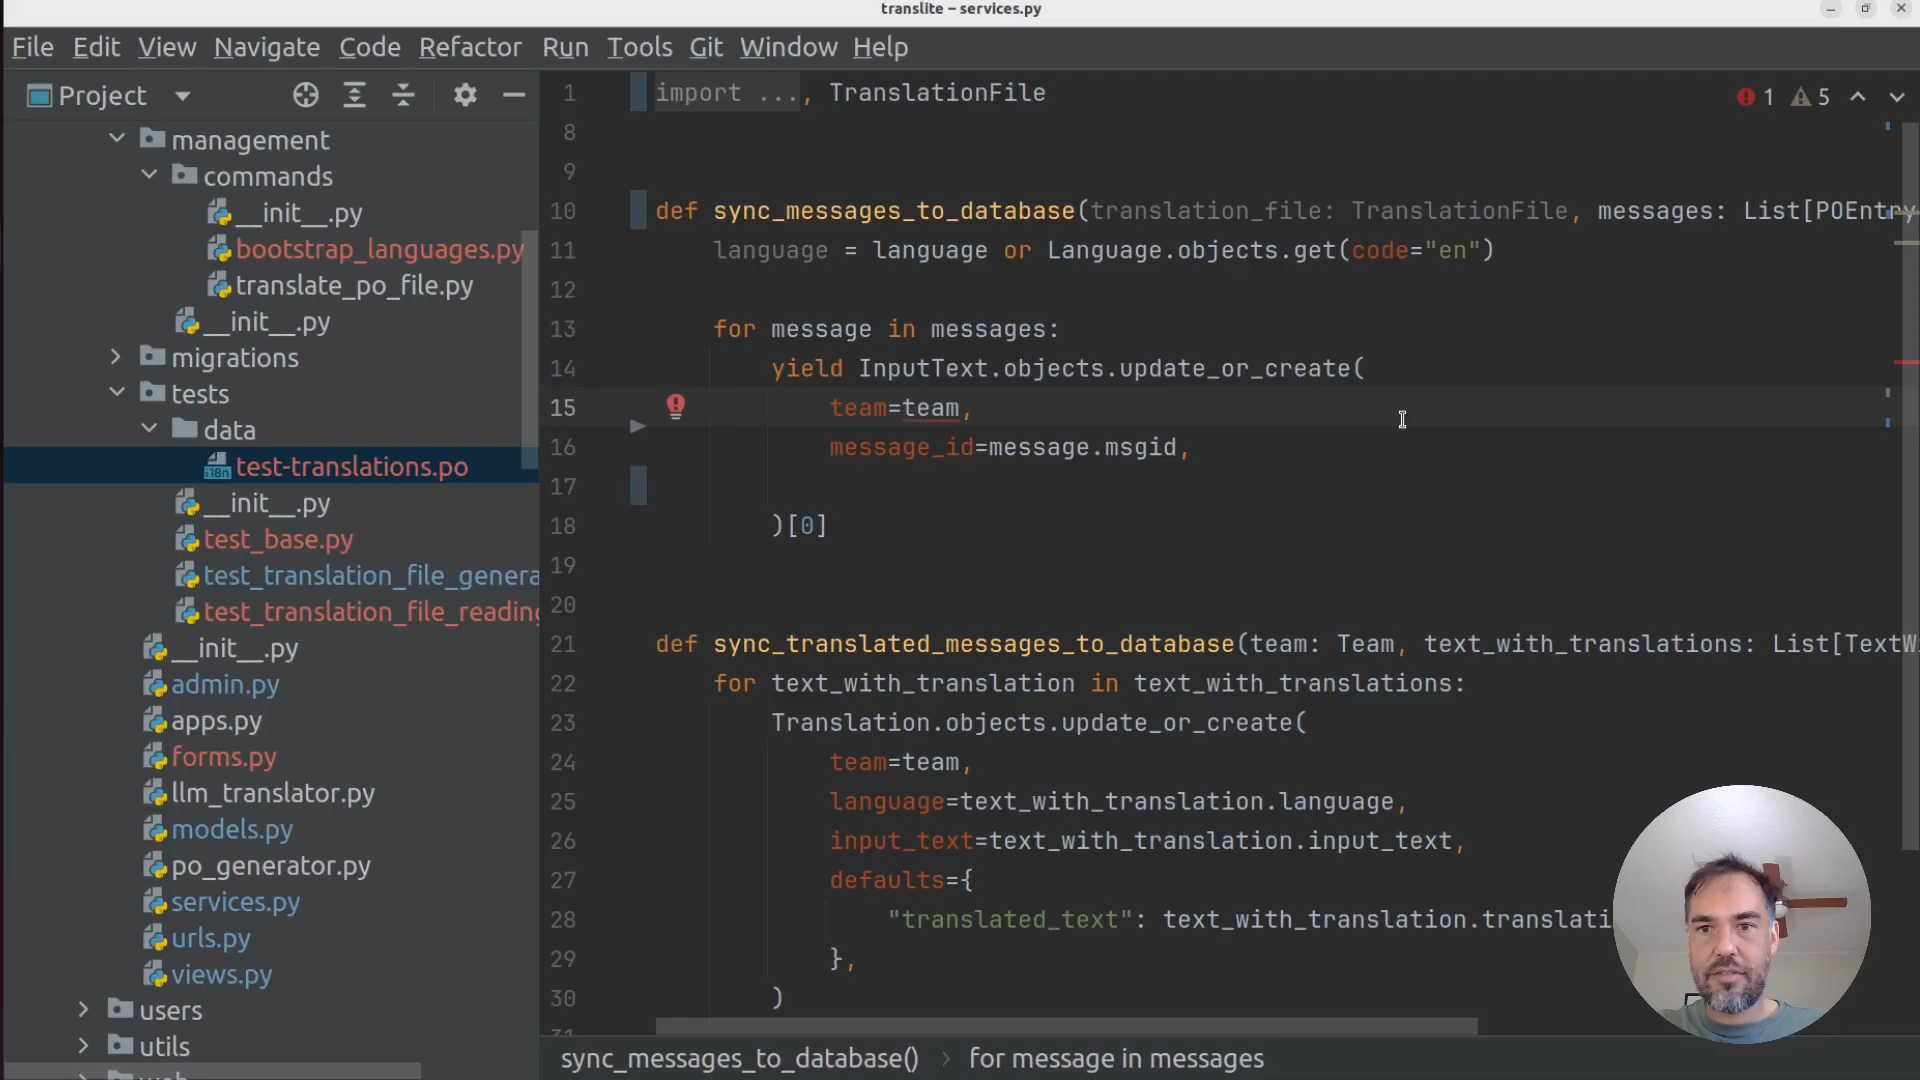 translite – services.py
File Edit View Navigate Code Refactor Run Tools Git Window Help
Project
management
commands
__init__.py
bootstrap_languages.py
translate_po_file.py
__init__.py
migrations
tests
data
test-translations.po
__init__.py
test_base.py
test_translation_file_genera
test_translation_file_reading
__init__.py
admin.py
apps.py
forms.py
llm_translator.py
models.py
po_generator.py
services.py
urls.py
views.py
users
utils
1 import ..., TranslationFile
1 5
8
9
10 def sync_messages_to_database(translation_file: TranslationFile, messages: List[POEntry
11 language = language or Language.objects.get(code="en")
12
13 for message in messages:
14 yield InputText.objects.update_or_create(
15 team=team,
16 message_id=message.msgid,
17
18 )[0]
19
20
21 def sync_translated_messages_to_database(team: Team, text_with_translations: List[TextW
22 for text_with_translation in text_with_translations:
23 Translation.objects.update_or_create(
24 team=team,
25 language=text_with_translation.language,
26 input_text=text_with_translation.input_text,
27 defaults={
28 "translated_text": text_with_translation.translati
29 },
30 )
sync_messages_to_database() › for message in messages